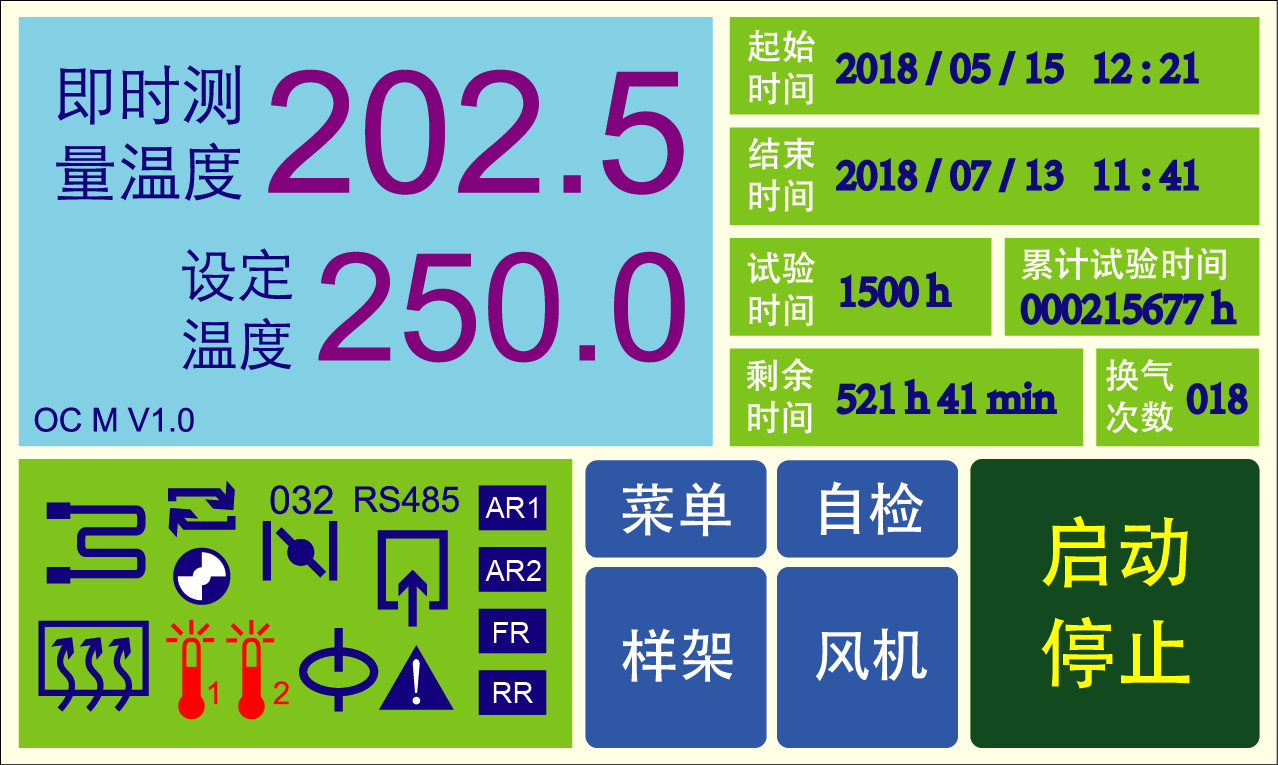 即时测
量温度
202.5
设定
温度
250.0
OC M V1.0
起始
时间
2018 / 05 / 15 12 : 21
结束
时间
2018 / 07 / 13 11 : 41
试验
时间
1500 h
累计试验时间
000215677 h
剩余
时间
521 h 41 min
换气
次数
018
032
RS485
AR1
AR2
FR
RR
1
2
!
菜单
自检
样架
风机
启动
停止